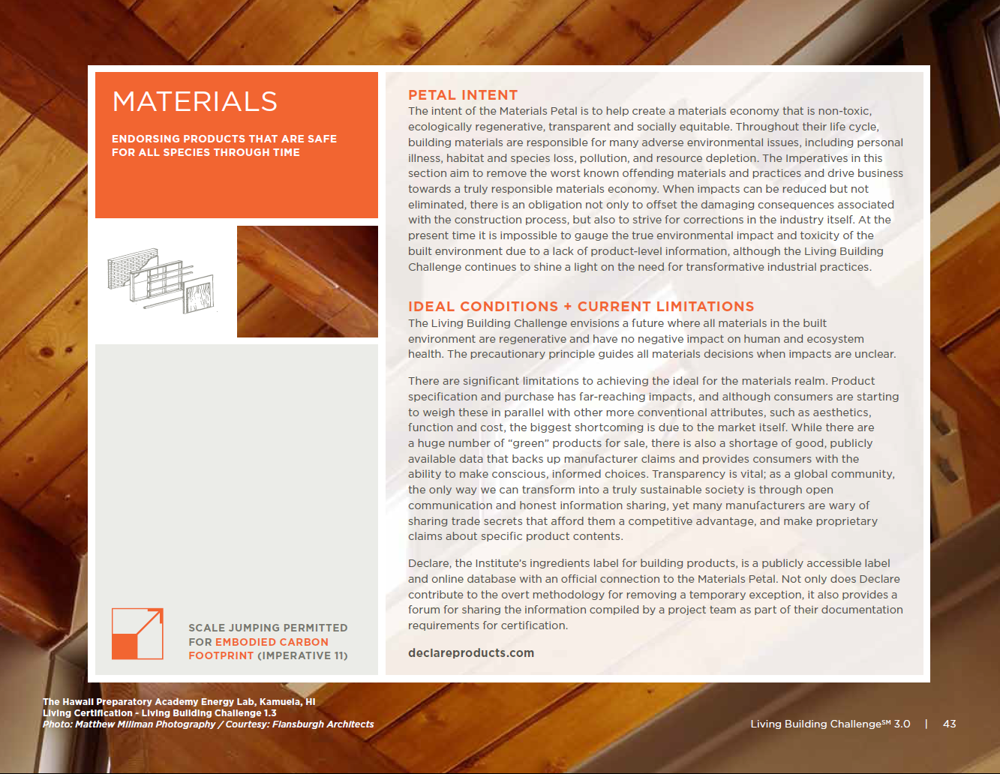 MATERIALS
ENDORSING PRODUCTS THAT ARE SAFE
FOR ALL SPECIES THROUGH TIME
SCALE JUMPING PERMITTED
FOR EMBODIED CARBON
FOOTPRINT (IMPERATIVE 11)
PETAL INTENT
The intent of the Materials Petal is to help create a materials economy that is non-toxic,
ecologically regenerative, transparent and socially equitable. Throughout their life cycle,
building materials are responsible for many adverse environmental issues, including personal
illness, habitat and species loss, pollution, and resource depletion. The Imperatives in this
section aim to remove the worst known offending materials and practices and drive business
towards a truly responsible materials economy. When impacts can be reduced but not
eliminated, there is an obligation not only to offset the damaging consequences associated
with the construction process, but also to strive for corrections in the industry itself. At the
present time it is impossible to gauge the true environmental impact and toxicity of the
built environment due to a lack of product-level information, although the Living Building
Challenge continues to shine a light on the need for transformative industrial practices.
IDEAL CONDITIONS + CURRENT LIMITATIONS
The Living Building Challenge envisions a future where all materials in the built
environment are regenerative and have no negative impact on human and ecosystem
health. The precautionary principle guides all materials decisions when impacts are unclear.
There are significant limitations to achieving the ideal for the materials realm. Product
specification and purchase has far-reaching impacts, and although consumers are starting
to weigh these in parallel with other more conventional attributes, such as aesthetics,
function and cost, the biggest shortcoming is due to the market itself. While there are
a huge number of “green” products for sale, there is also a shortage of good, publicly
available data that backs up manufacturer claims and provides consumers with the
ability to make conscious, informed choices. Transparency is vital; as a global community,
the only way we can transform into a truly sustainable society is through open
communication and honest information sharing, yet many manufacturers are wary of
sharing trade secrets that afford them a competitive advantage, and make proprietary
claims about specific product contents.
Declare, the Institute’s ingredients label for building products, is a publicly accessible label
and online database with an official connection to the Materials Petal. Not only does Declare
contribute to the overt methodology for removing a temporary exception, it also provides a
forum for sharing the information compiled by a project team as part of their documentation
requirements for certification.
declareproducts.com
The Hawaii Preparatory Academy Energy Lab, Kamuela, HI
Living Certification - Living Building Challenge 1.3
Photo: Matthew Millman Photography / Courtesy: Flansburgh Architects
Living Building Challenge℠ 3.0 | 43